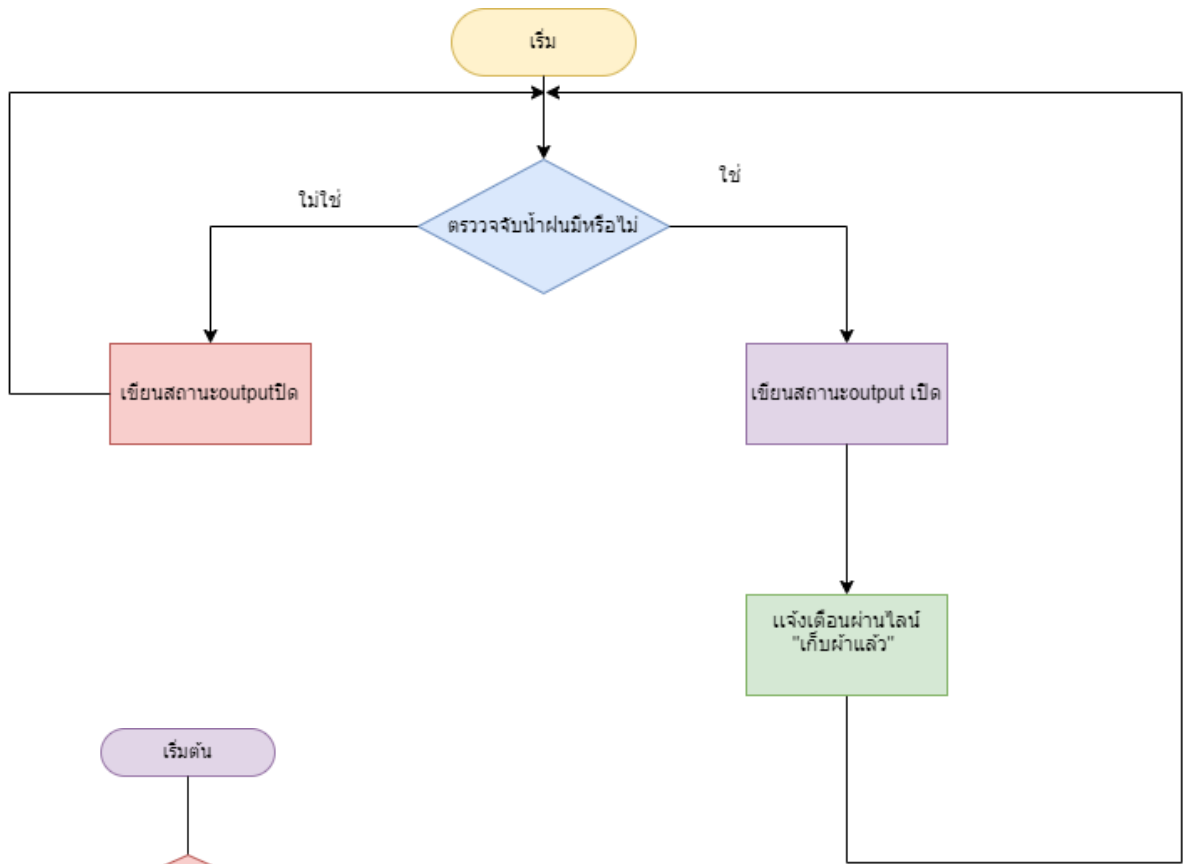 เริ่ม
ใช่
ไม่ใช่
ตรววจจับน้ำฝนมีหรือไม่
เขียนสถานะoutputปิด
เขียนสถานะoutput เปิด
แจ้งเตือนผ่านไลน์
"เก็บผ้าแล้ว"
เริ่มต้น